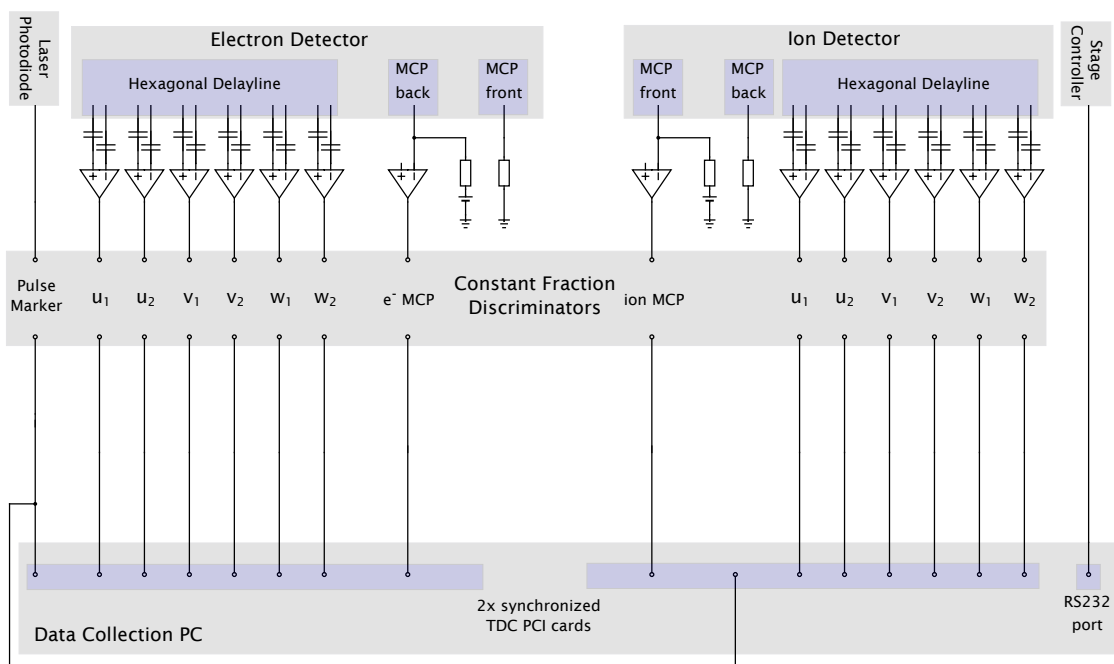 Laser
Photodiode
Electron Detector
Hexagonal Delayline
MCP
back
MCP
front
Ion Detector
MCP
front
MCP
back
Hexagonal Delayline
Stage
Controller
+ - + - + - + - + - + -
+ -
+ -
+ - + - + - + - + - + -
Pulse
Marker
u₁ u₂ v₁ v₂ w₁ w₂
e⁻ MCP
Constant Fraction
Discriminators
ion MCP
u₁ u₂ v₁ v₂ w₁ w₂
2x synchronized
TDC PCI cards
RS232
port
Data Collection PC